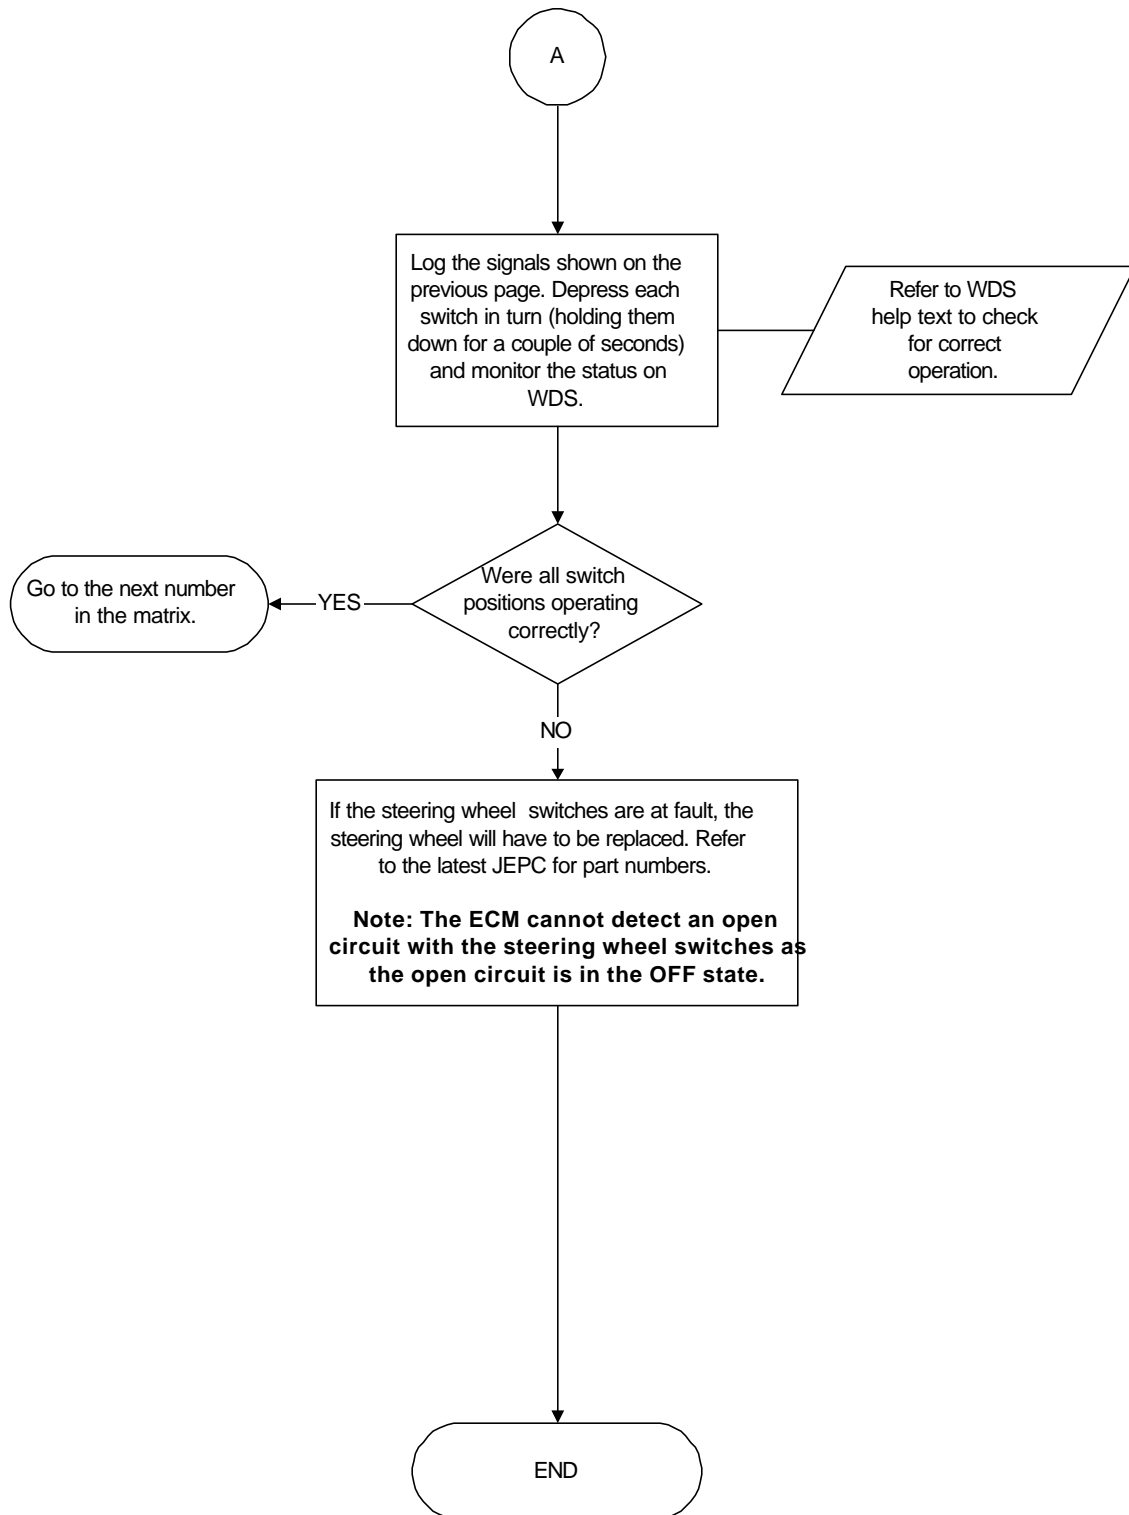 A
Log the signals shown on the
previous page. Depress each
switch in turn (holding them
down for a couple of seconds)
and monitor the status on
WDS.
Refer to WDS
help text to check
for correct
operation.
Were all switch
positions operating
correctly?
YES
Go to the next number
in the matrix.
NO
If the steering wheel switches are at fault, the
steering wheel will have to be replaced. Refer
to the latest JEPC for part numbers.
Note: The ECM cannot detect an open
circuit with the steering wheel switches as
the open circuit is in the OFF state.
END